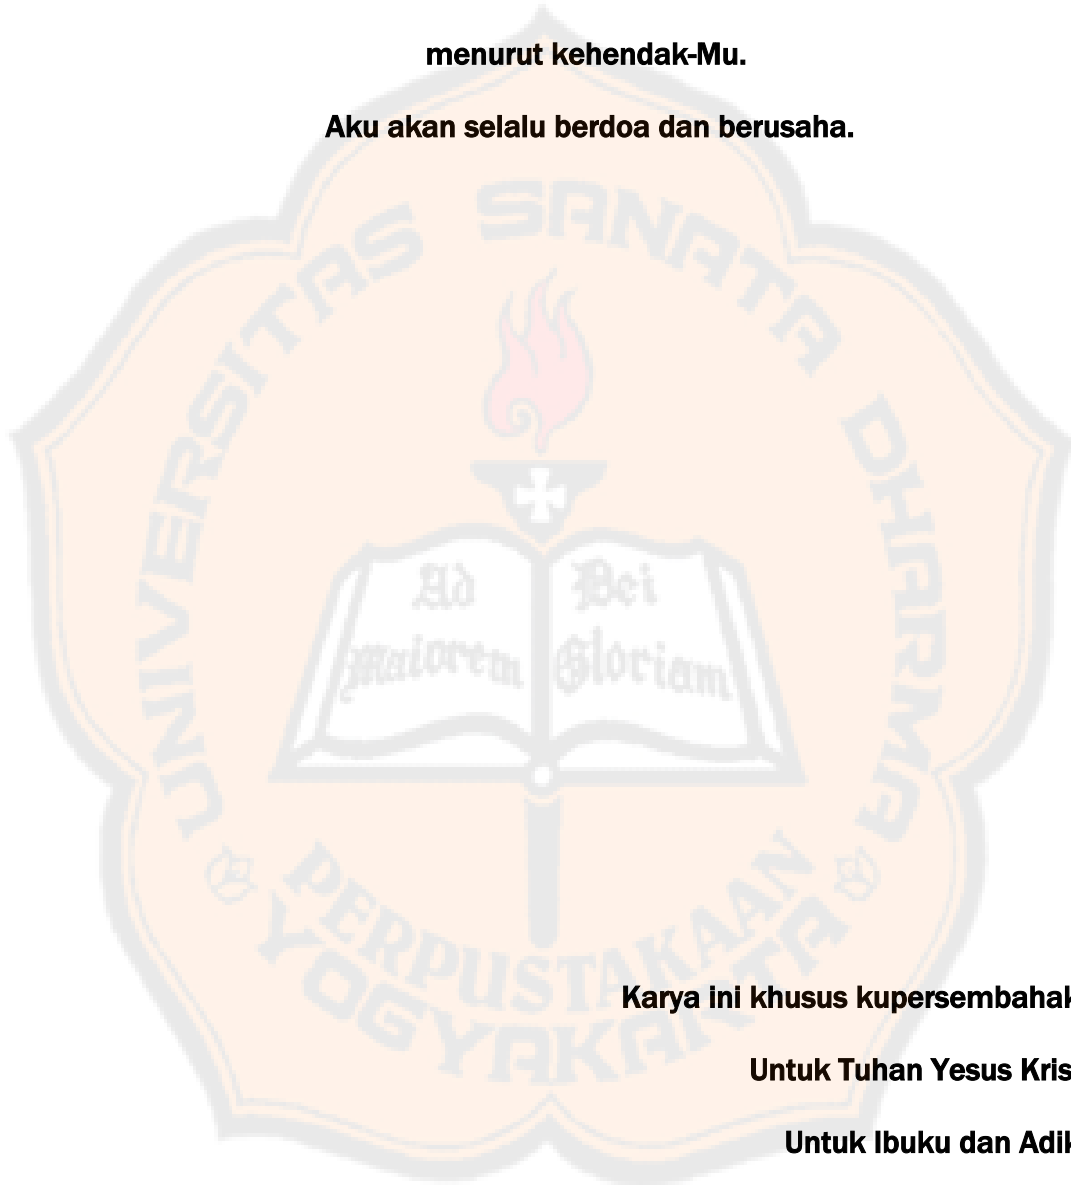 menurut kehendak-Mu.
Aku akan selalu berdoa dan berusaha.
UNIVERSITAS SANATA DHARMA
Ad Dei
Maiorem Gloriam
PERPUSTAKAAN
YOGYAKARTA
Karya ini khusus kupersembahak
Untuk Tuhan Yesus Kris
Untuk Ibuku dan Adik